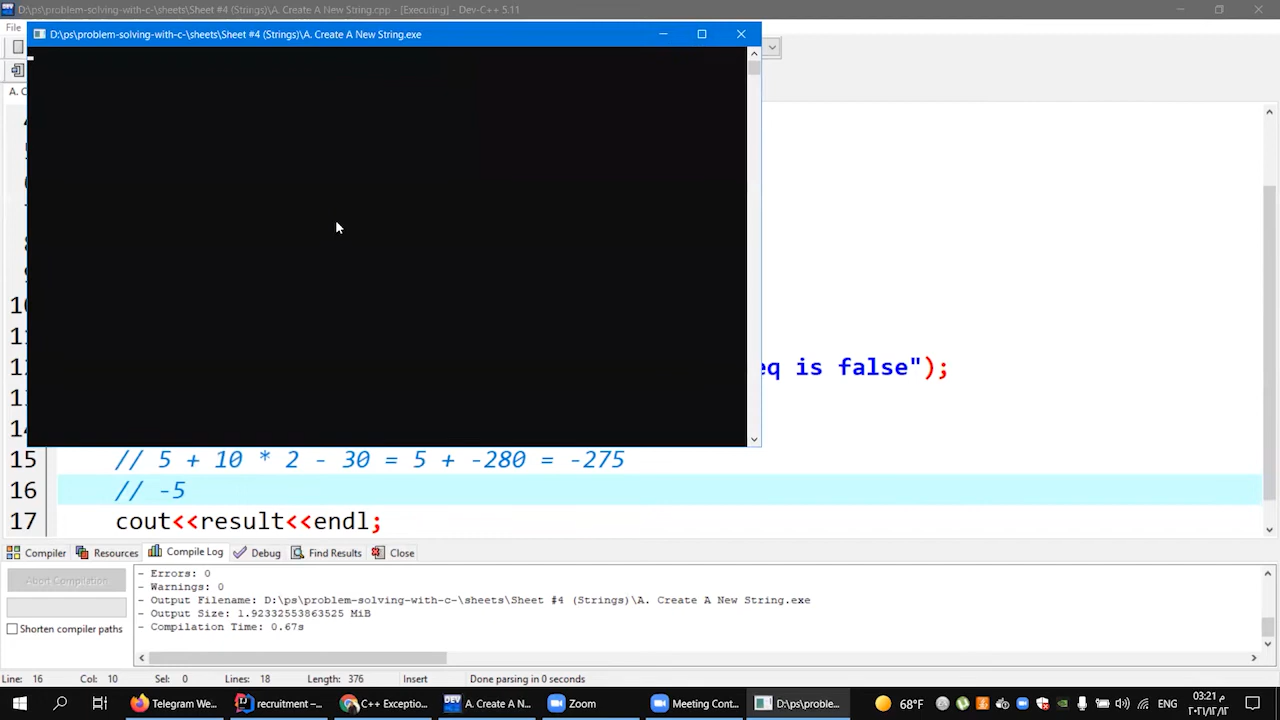 D:\ps\problem-solving-with-c-\sheets\Sheet #4 (Strings)\A. Create A New String.cpp - [Executing] - Dev-C++ 5.11
D:\ps\problem-solving-with-c-\sheets\Sheet #4 (Strings)\A. Create A New String.exe
File
A. C
eq is false");
15 // 5 + 10 * 2 - 30 = 5 + -280 = -275
16 // -5
17 cout<<result<<endl;
Compiler Resources Compile Log Debug Find Results Close
Abort Compilation
Shorten compiler paths
- Errors: 0
- Warnings: 0
- Output Filename: D:\ps\problem-solving-with-c-\sheets\Sheet #4 (Strings)\A. Create A New String.exe
- Output Size: 1.92332553863525 MiB
- Compilation Time: 0.67s
Line: 16 Col: 10 Sel: 0 Lines: 18 Length: 376 Insert Done parsing in 0 seconds
Telegram We... recruitment –... C++ Exceptio... A. Create A N... Zoom Meeting Cont... D:\ps\proble... 68°F ENG ٠٣:٢١ م